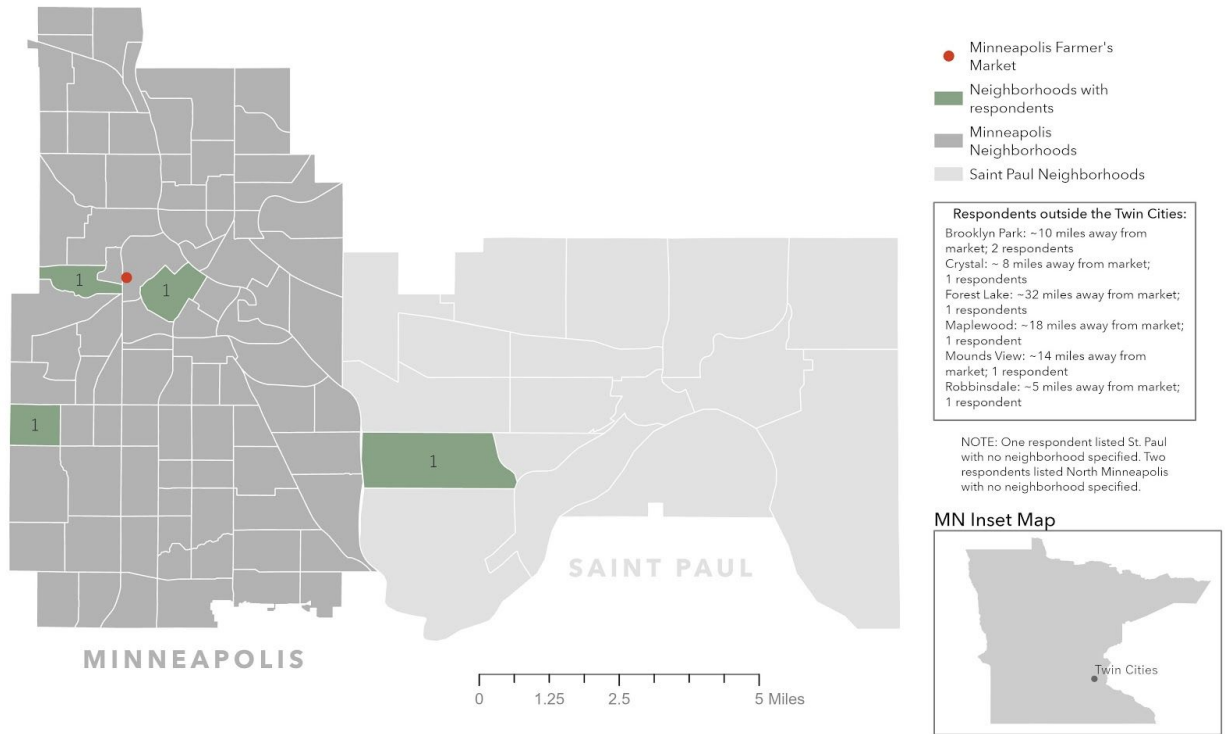 Minneapolis Farmer's
Market
Neighborhoods with
respondents
Minneapolis
Neighborhoods
Saint Paul Neighborhoods
Respondents outside the Twin Cities:
Brooklyn Park: ~10 miles away from
market; 2 respondents
Crystal: ~ 8 miles away from market;
1 respondents
Forest Lake: ~32 miles away from market;
1 respondents
Maplewood: ~18 miles away from market;
1 respondent
Mounds View: ~14 miles away from
market; 1 respondent
Robbinsdale: ~5 miles away from market;
1 respondent
NOTE: One respondent listed St. Paul
with no neighborhood specified. Two
respondents listed North Minneapolis
with no neighborhood specified.
MN Inset Map
Twin Cities
1
1
1
1
SAINT PAUL
MINNEAPOLIS
0 1.25 2.5 5 Miles